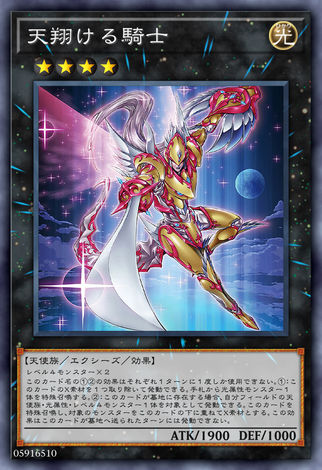 天翔ける騎士
光
【天使族/エクシーズ/効果】
レベル4モンスター×2
このカード名の①②の効果はそれぞれ1ターンに1度しか使用できない。①:こ
のカードのX素材を1つ取り除いて発動できる。手札から光属性モンスター1
体を特殊召喚する。②:このカードが墓地に存在する場合、自分フィールドの天
使族・光属性・レベル4モンスター1体を対象として発動できる。このカードを
特殊召喚し、対象のモンスターをこのカードの下に重ねてX素材とする。この効
果はこのカードが墓地へ送られたターンには発動できない。
ATK/1900 DEF/1000
05916510